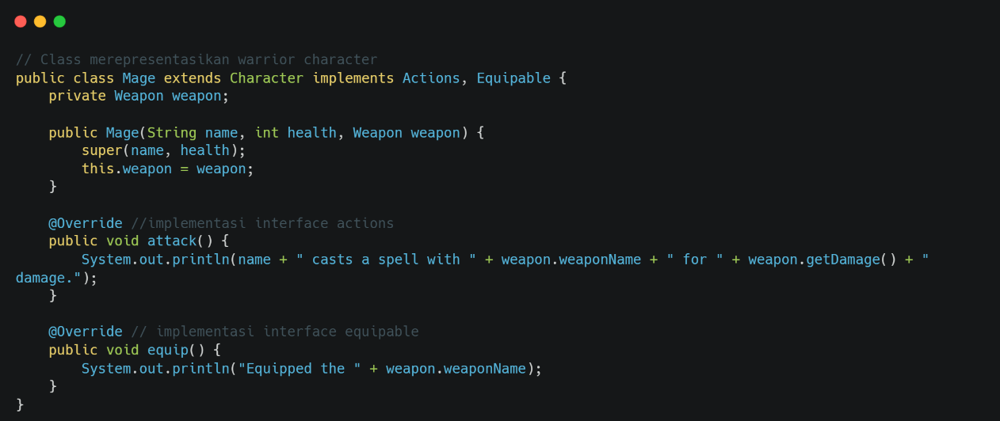 // Class merepresentasikan warrior character
public class Mage extends Character implements Actions, Equipable {
    private Weapon weapon;

    public Mage(String name, int health, Weapon weapon) {
        super(name, health);
        this.weapon = weapon;
    }

    @Override //implementasi interface actions
    public void attack() {
        System.out.println(name + " casts a spell with " + weapon.weaponName + " for " + weapon.getDamage() + "
damage.");
    }

    @Override // implementasi interface equipable
    public void equip() {
        System.out.println("Equipped the " + weapon.weaponName);
    }
}